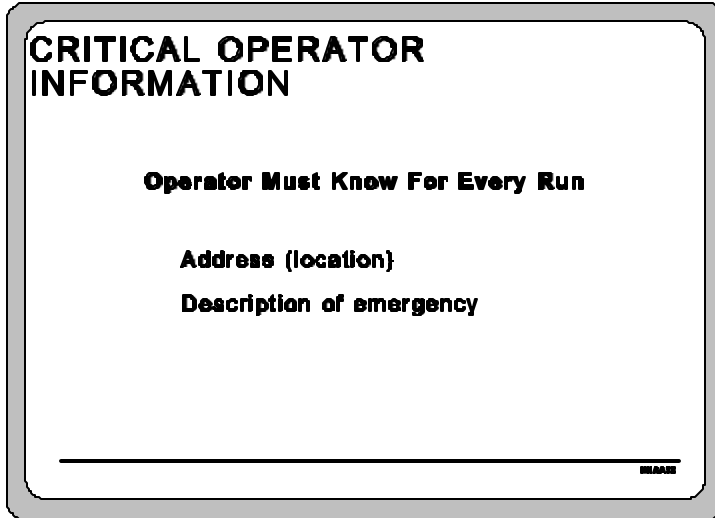 CRITICAL OPERATOR
INFORMATION
Operator Must Know For Every Run
Address (location)
Description of emergency